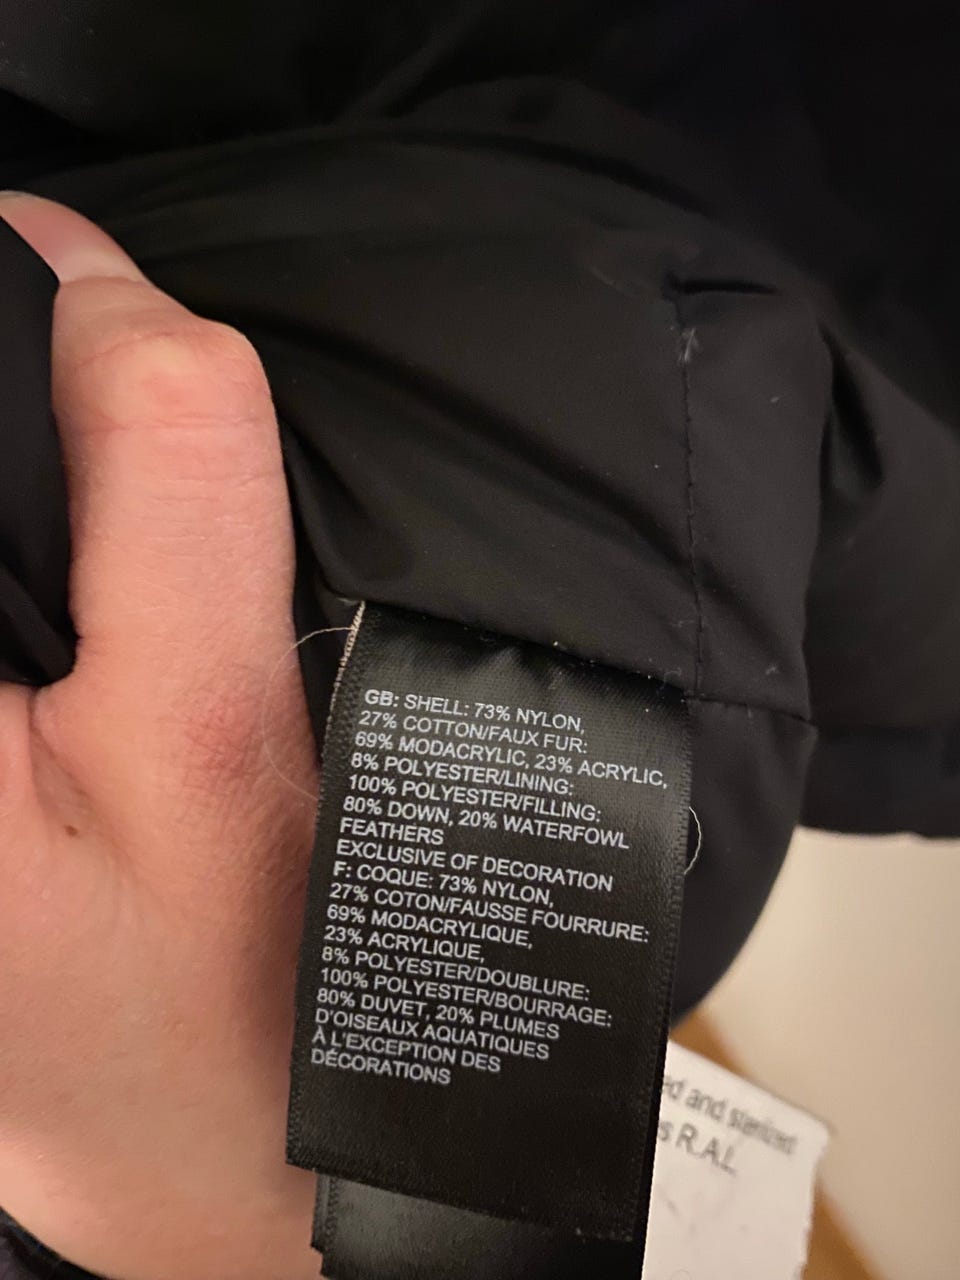 GB: SHELL: 73% NYLON,
27% COTTON/FAUX FUR:
69% MODACRYLIC, 23% ACRYLIC,
8% POLYESTER/LINING:
100% POLYESTER/FILLING:
80% DOWN, 20% WATERFOWL
FEATHERS
EXCLUSIVE OF DECORATION
F: COQUE: 73% NYLON,
27% COTON/FAUSSE FOURRURE:
69% MODACRYLIQUE,
23% ACRYLIQUE,
8% POLYESTER/DOUBLURE:
100% POLYESTER/BOURRAGE:
80% DUVET, 20% PLUMES
D'OISEAUX AQUATIQUES
À L'EXCEPTION DES
DÉCORATIONS
and sterilized
R.A.L